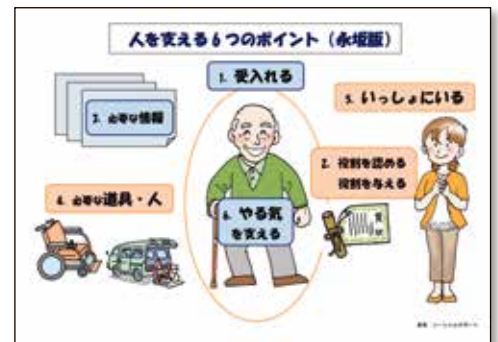 人を支える6つのポイント（永坂版）
1. 受入れる
5. いっしょにいる
3. 必要な情報
2. 役割を認める
役割を与える
4. 必要な道具・人
6. やる気
を支える
賞状